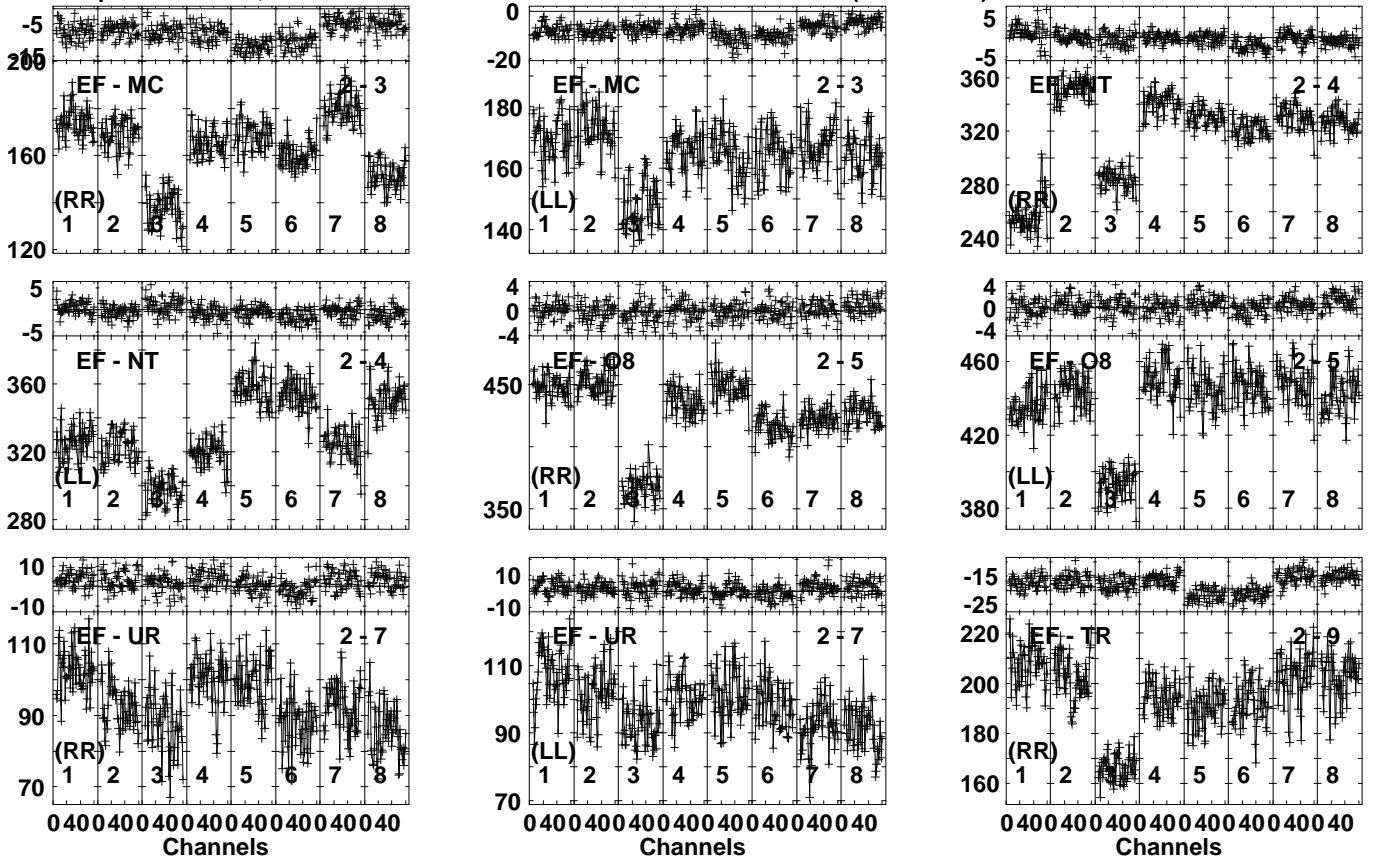 -5
-15
200
EF - MC 2 - 3
160
(RR)
1 2 3 4 5 6 7 8
120
0
-20
EF - MC 2 - 3
180
160
(LL)
1 2 3 4 5 6 7 8
140
5
-5
360
EF - NT 2 - 4
320
280
(RR)
1 2 3 4 5 6 7 8
240
5
-5
EF - NT 2 - 4
360
320
(LL)
1 2 3 4 5 6 7 8
280
4
0
-4
EF - O8 2 - 5
450
(RR)
1 2 3 4 5 6 7 8
350
4
0
-4
460
EF - O8 2 - 5
420
(LL)
1 2 3 4 5 6 7 8
380
10
-10
EF - UR 2 - 7
110
90
(RR)
1 2 3 4 5 6 7 8
70
0 40 0 40 0 40 0 40 0 40 0 40 0 40 0 40
Channels
10
-10
EF - UR 2 - 7
110
90
(LL)
1 2 3 4 5 6 7 8
70
0 40 0 40 0 40 0 40 0 40 0 40 0 40 0 40
Channels
-15
-25
220
EF - TR 2 - 9
200
180
(RR)
1 2 3 4 5 6 7 8
160
0 40 0 40 0 40 0 40 0 40 0 40 0 40 0 40
Channels